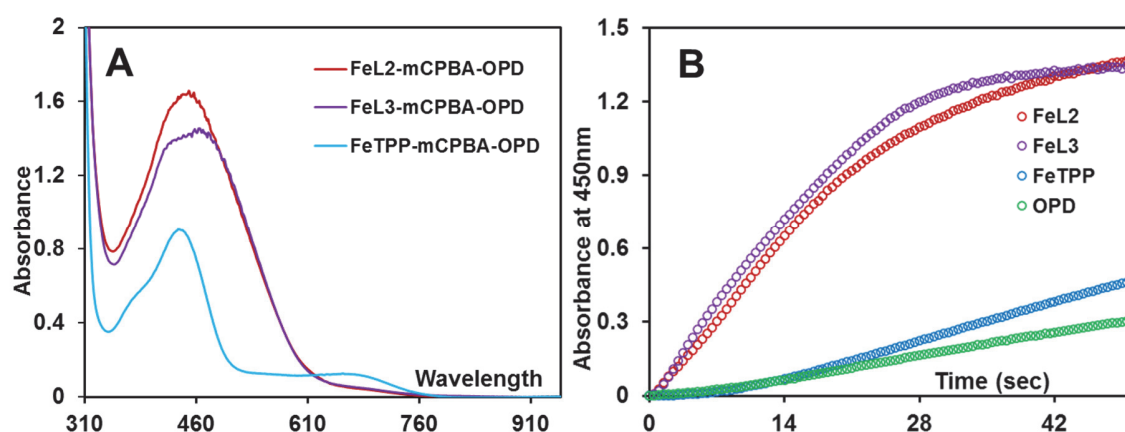 A
FeL2-mCPBA-OPD
FeL3-mCPBA-OPD
FeTPP-mCPBA-OPD
Absorbance
2
1.6
1.2
0.8
0.4
0
Wavelength
310 460 610 760 910
B
FeL2
FeL3
FeTPP
OPD
Absorbance at 450nm
1.5
1.2
0.9
0.6
0.3
0
Time (sec)
0 14 28 42